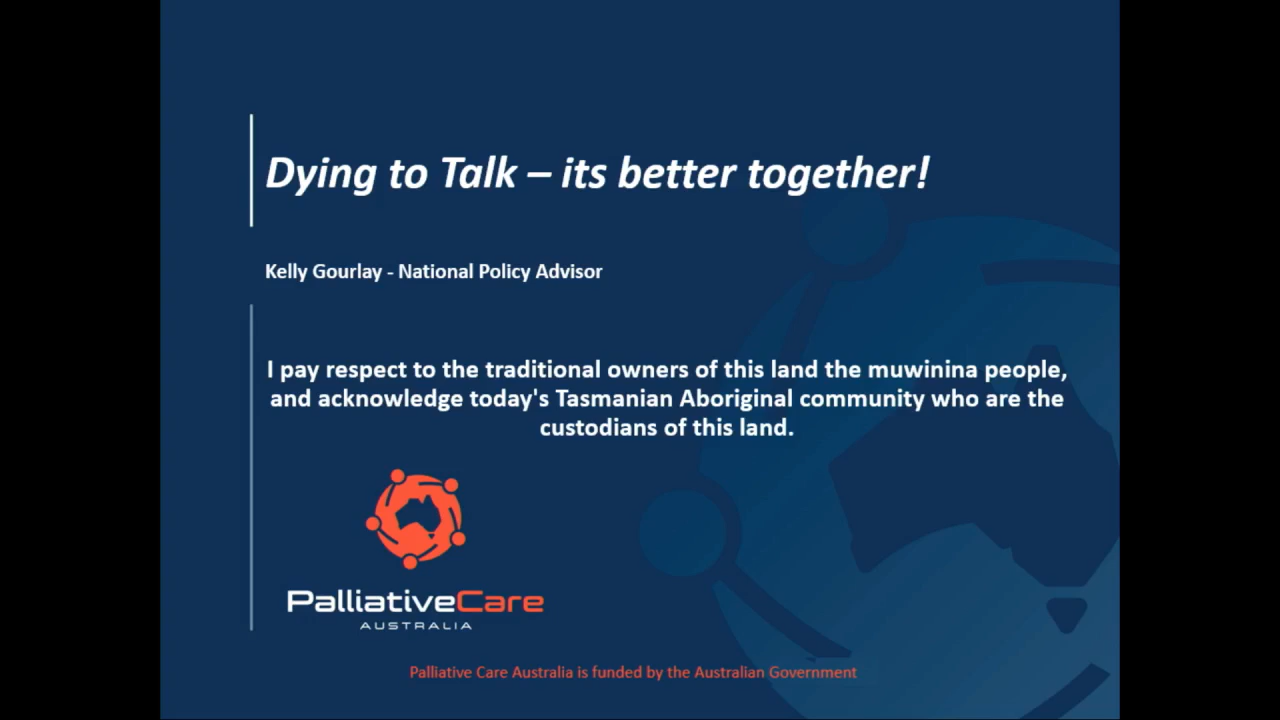 Dying to Talk – its better together!
Kelly Gourlay - National Policy Advisor
I pay respect to the traditional owners of this land the muwinina people,
and acknowledge today's Tasmanian Aboriginal community who are the
custodians of this land.
PalliativeCare
AUSTRALIA
Palliative Care Australia is funded by the Australian Government